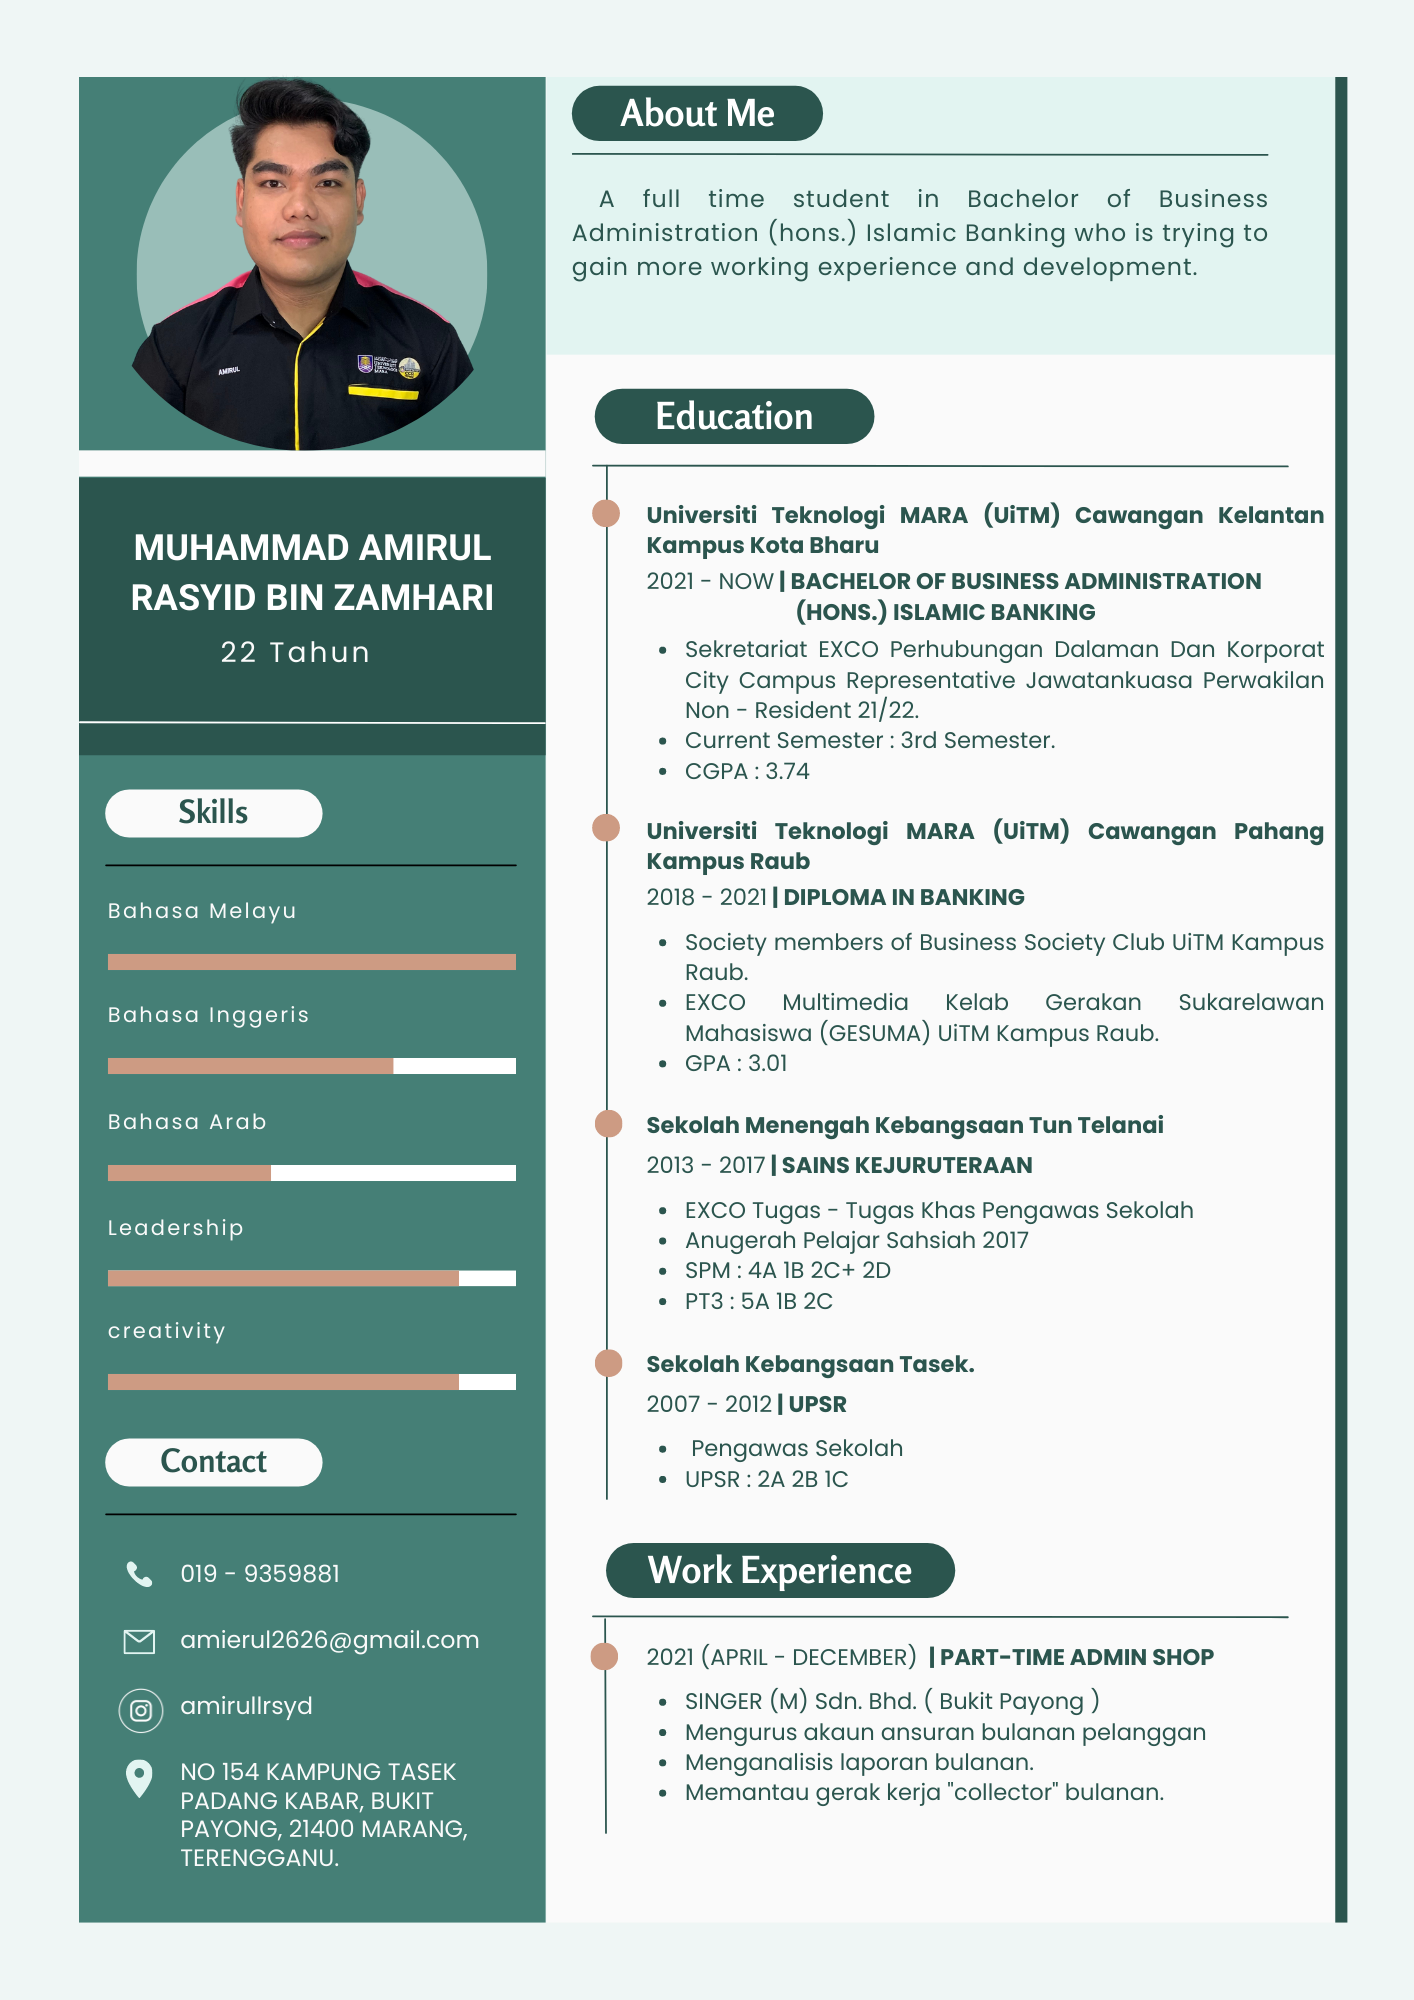 AMIRUL
MUHAMMAD AMIRUL
RASYID BIN ZAMHARI
22 Tahun
Skills
Bahasa Melayu
Bahasa Inggeris
Bahasa Arab
Leadership
creativity
Contact
019 - 9359881
amierul2626@gmail.com
amirullrsyd
NO 154 KAMPUNG TASEK
PADANG KABAR, BUKIT
PAYONG, 21400 MARANG,
TERENGGANU.
About Me
A full time student in Bachelor of Business
Administration (hons.) Islamic Banking who is trying to
gain more working experience and development.
Education
Universiti Teknologi MARA (UiTM) Cawangan Kelantan
Kampus Kota Bharu
2021 - NOW | BACHELOR OF BUSINESS ADMINISTRATION
(HONS.) ISLAMIC BANKING
• Sekretariat EXCO Perhubungan Dalaman Dan Korporat
City Campus Representative Jawatankuasa Perwakilan
Non - Resident 21/22.
• Current Semester : 3rd Semester.
• CGPA : 3.74
Universiti Teknologi MARA (UiTM) Cawangan Pahang
Kampus Raub
2018 - 2021 | DIPLOMA IN BANKING
• Society members of Business Society Club UiTM Kampus
Raub.
• EXCO Multimedia Kelab Gerakan Sukarelawan
Mahasiswa (GESUMA) UiTM Kampus Raub.
• GPA : 3.01
Sekolah Menengah Kebangsaan Tun Telanai
2013 - 2017 | SAINS KEJURUTERAAN
• EXCO Tugas - Tugas Khas Pengawas Sekolah
• Anugerah Pelajar Sahsiah 2017
• SPM : 4A 1B 2C+ 2D
• PT3 : 5A 1B 2C
Sekolah Kebangsaan Tasek.
2007 - 2012 | UPSR
• Pengawas Sekolah
• UPSR : 2A 2B 1C
Work Experience
2021 (APRIL - DECEMBER) | PART-TIME ADMIN SHOP
• SINGER (M) Sdn. Bhd. ( Bukit Payong )
• Mengurus akaun ansuran bulanan pelanggan
• Menganalisis laporan bulanan.
• Memantau gerak kerja "collector" bulanan.